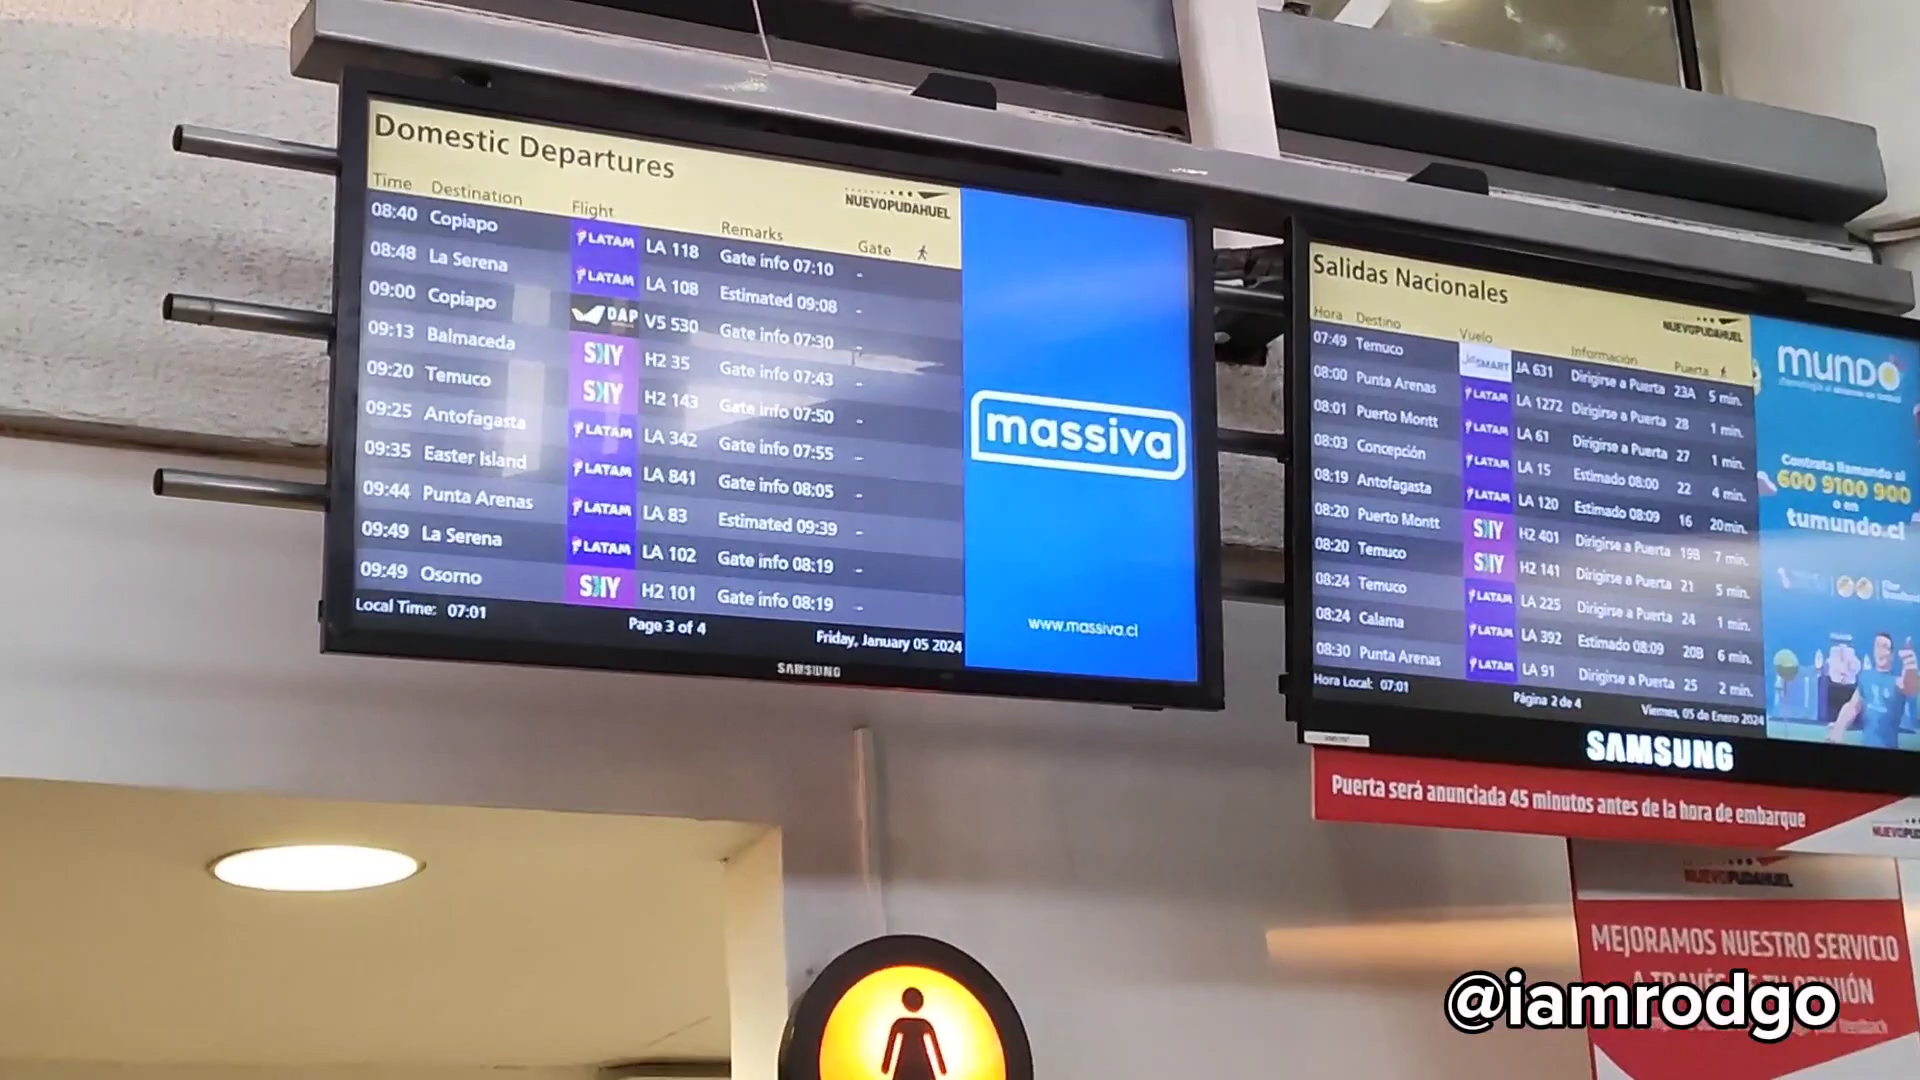 Domestic Departures
NUEVOPUDAHUEL
Time Destination Flight Remarks Gate
08:40 Copiapo LATAM LA 118 Gate info 07:10 -
08:48 La Serena LATAM LA 108 Estimated 09:08 -
09:00 Copiapo DAP V5 530 Gate info 07:30 -
09:13 Balmaceda SKY H2 35 Gate info 07:43 -
09:20 Temuco SKY H2 143 Gate info 07:50 -
09:25 Antofagasta LATAM LA 342 Gate info 07:55 -
09:35 Easter Island LATAM LA 841 Gate info 08:05 -
09:44 Punta Arenas LATAM LA 83 Estimated 09:39 -
09:49 La Serena LATAM LA 102 Gate info 08:19 -
09:49 Osorno SKY H2 101 Gate info 08:19 -
Local Time: 07:01 Page 3 of 4 Friday, January 05 2024
SAMSUNG
massiva
www.massiva.cl
Salidas Nacionales
NUEVOPUDAHUEL
Hora Destino Vuelo Información Puerta
07:49 Temuco JetSMART JA 631 Dirigirse a Puerta 23A 5 min.
08:00 Punta Arenas LATAM LA 1272 Dirigirse a Puerta 28 1 min.
08:01 Puerto Montt LATAM LA 61 Dirigirse a Puerta 27 1 min.
08:03 Concepción LATAM LA 15 Estimado 08:00 22 4 min.
08:19 Antofagasta LATAM LA 120 Estimado 08:09 16 20min.
08:20 Puerto Montt SKY H2 401 Dirigirse a Puerta 19B 7 min.
08:20 Temuco SKY H2 141 Dirigirse a Puerta 21 5 min.
08:24 Temuco LATAM LA 225 Dirigirse a Puerta 24 1 min.
08:24 Calama LATAM LA 392 Estimado 08:09 20B 6 min.
08:30 Punta Arenas LATAM LA 91 Dirigirse a Puerta 25 2 min.
Hora Local: 07:01 Página 2 de 4 Viernes, 05 de Enero 2024
SAMSUNG
mundo
Contrata llamando al
600 9100 900
o en
tumundo.cl
Puerta será anunciada 45 minutos antes de la hora de embarque
NUEVOPUDAHUEL
MEJORAMOS NUESTRO SERVICIO
A TRAVÉS DE TU OPINIÓN
feedback
@iamrodgo